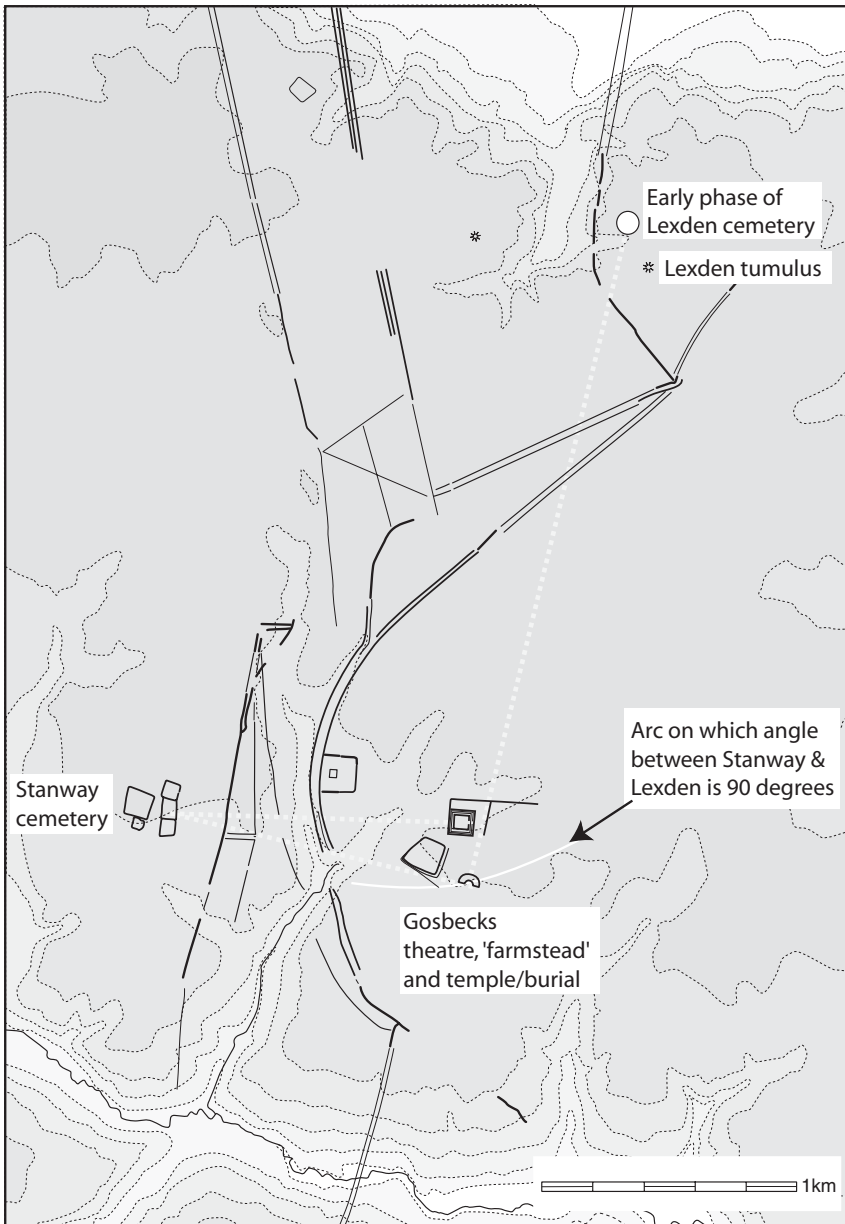 Early phase of
Lexden cemetery
Lexden tumulus
Arc on which angle
between Stanway &
Lexden is 90 degrees
Stanway
cemetery
Gosbecks
theatre, 'farmstead'
and temple/burial
1km